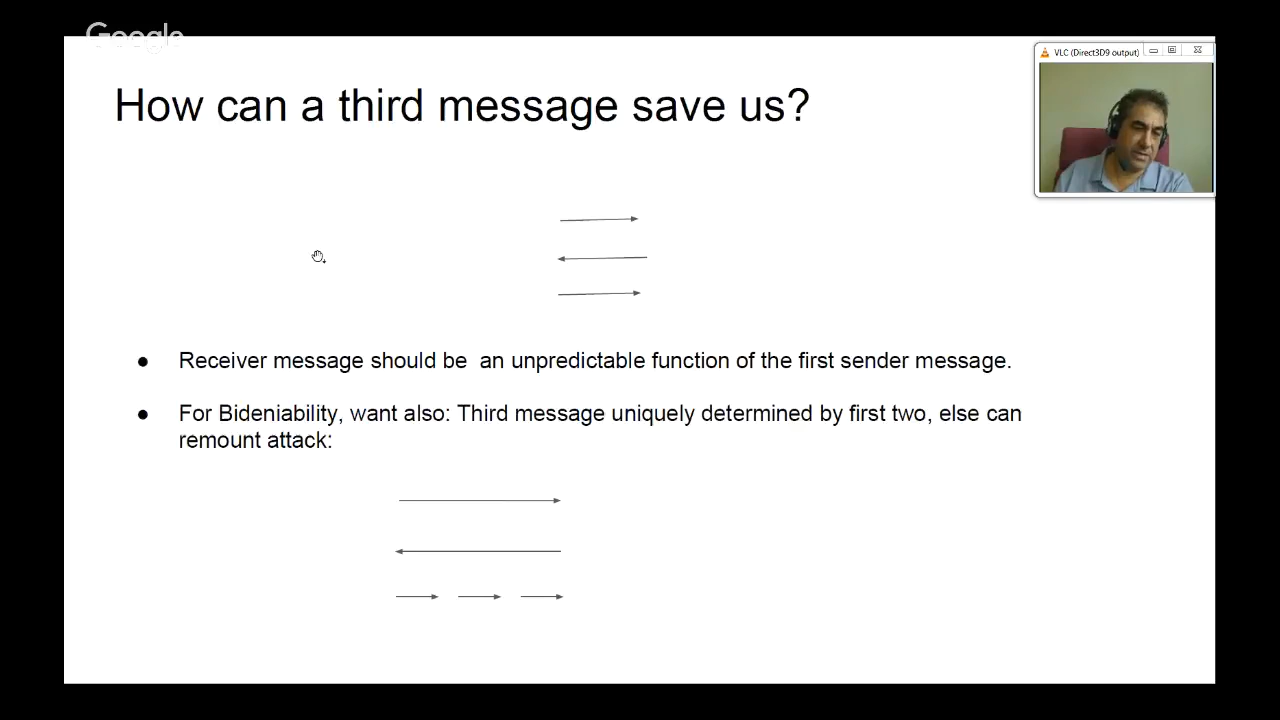 Google
VLC (Direct3D9 output)
How can a third message save us?
● Receiver message should be an unpredictable function of the first sender message.
● For Bideniability, want also: Third message uniquely determined by first two, else can
remount attack: